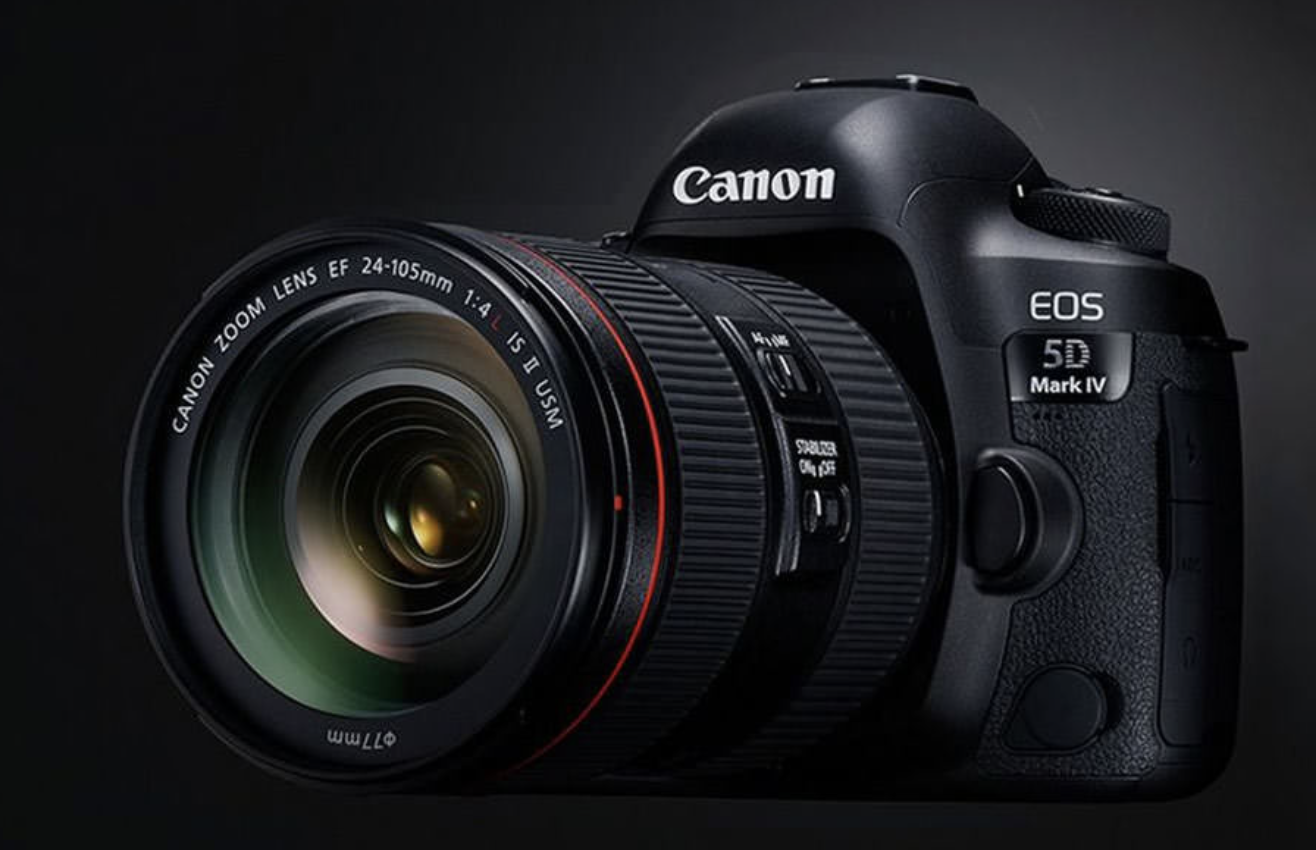 Canon
CANON ZOOM LENS EF 24-105mm 1:4 L IS II USM
AF MF
STABILIZER
ON OFF
EOS
5D
Mark IV
Φ77mm